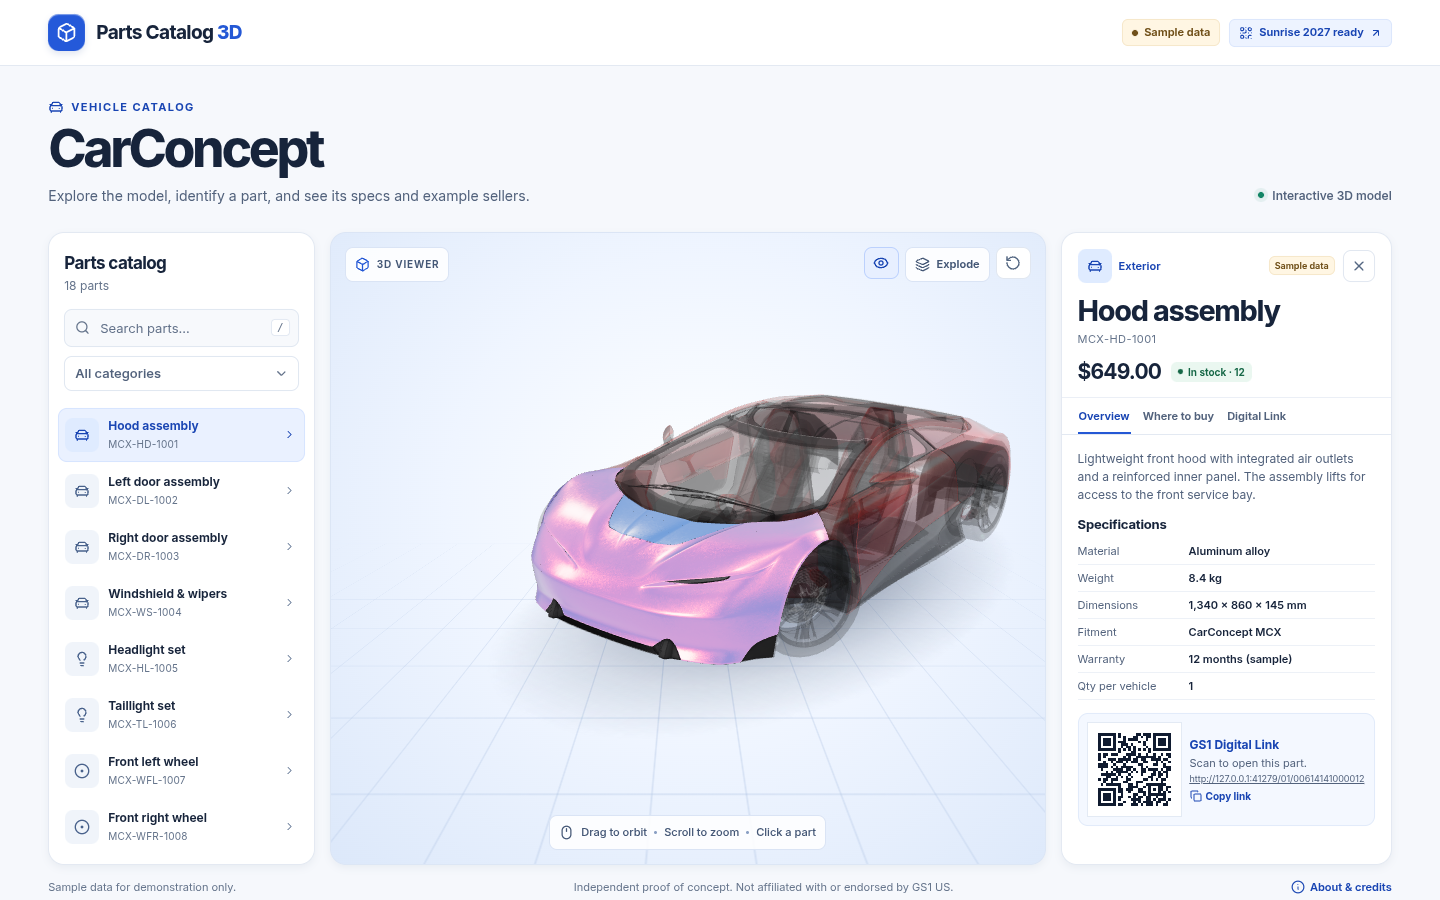 Parts Catalog 3D
Sample data
Sunrise 2027 ready
VEHICLE CATALOG
CarConcept
Explore the model, identify a part, and see its specs and example sellers.
Interactive 3D model
Parts catalog
18 parts
Search parts...
/
All categories
Hood assembly
MCX-HD-1001
Left door assembly
MCX-DL-1002
Right door assembly
MCX-DR-1003
Windshield & wipers
MCX-WS-1004
Headlight set
MCX-HL-1005
Taillight set
MCX-TL-1006
Front left wheel
MCX-WFL-1007
Front right wheel
MCX-WFR-1008
3D VIEWER
Explode
Drag to orbit • Scroll to zoom • Click a part
Exterior
Sample data
Hood assembly
MCX-HD-1001
$649.00
In stock · 12
Overview Where to buy Digital Link
Lightweight front hood with integrated air outlets
and a reinforced inner panel. The assembly lifts for
access to the front service bay.
Specifications
Material Aluminum alloy
Weight 8.4 kg
Dimensions 1,340 × 860 × 145 mm
Fitment CarConcept MCX
Warranty 12 months (sample)
Qty per vehicle 1
GS1 Digital Link
Scan to open this part.
http://127.0.0.1:41279/01/00614141000012
Copy link
Sample data for demonstration only.
Independent proof of concept. Not affiliated with or endorsed by GS1 US.
About & credits